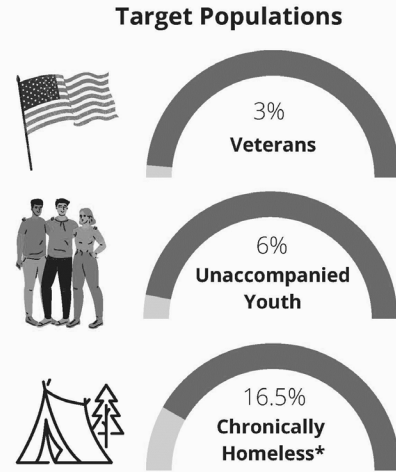 Target Populations
3%
Veterans
6%
Unaccompanied
Youth
16.5%
Chronically
Homeless*